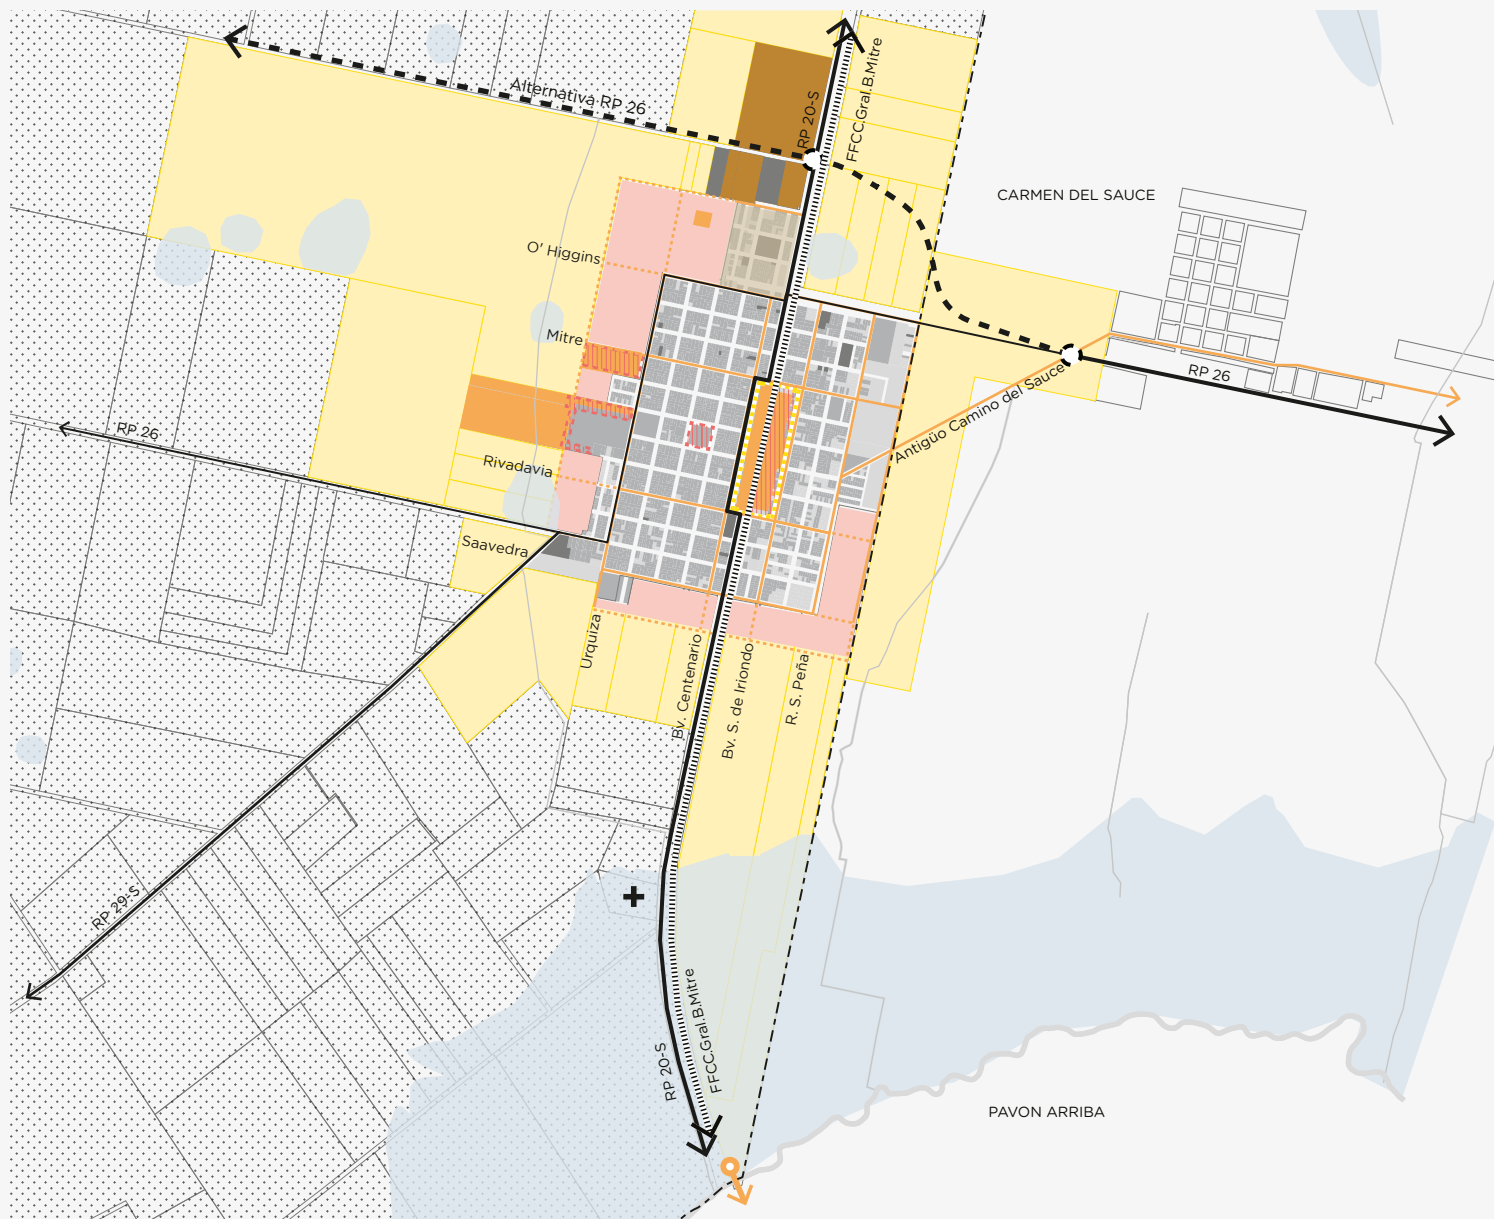 Alternativa RP 26
RP 20-S
FFCC.Gral.B.Mitre
CARMEN DEL SAUCE
O' Higgins
Mitre
RP 26
RP 26
Antigüo Camino del Sauce
Rivadavia
Saavedra
Urquiza
Bv. Centenario
Bv. S. de Iriondo
R. S. Peña
RP 29-S
FFCC.Gral.B.Mitre
RP 20-S
PAVON ARRIBA